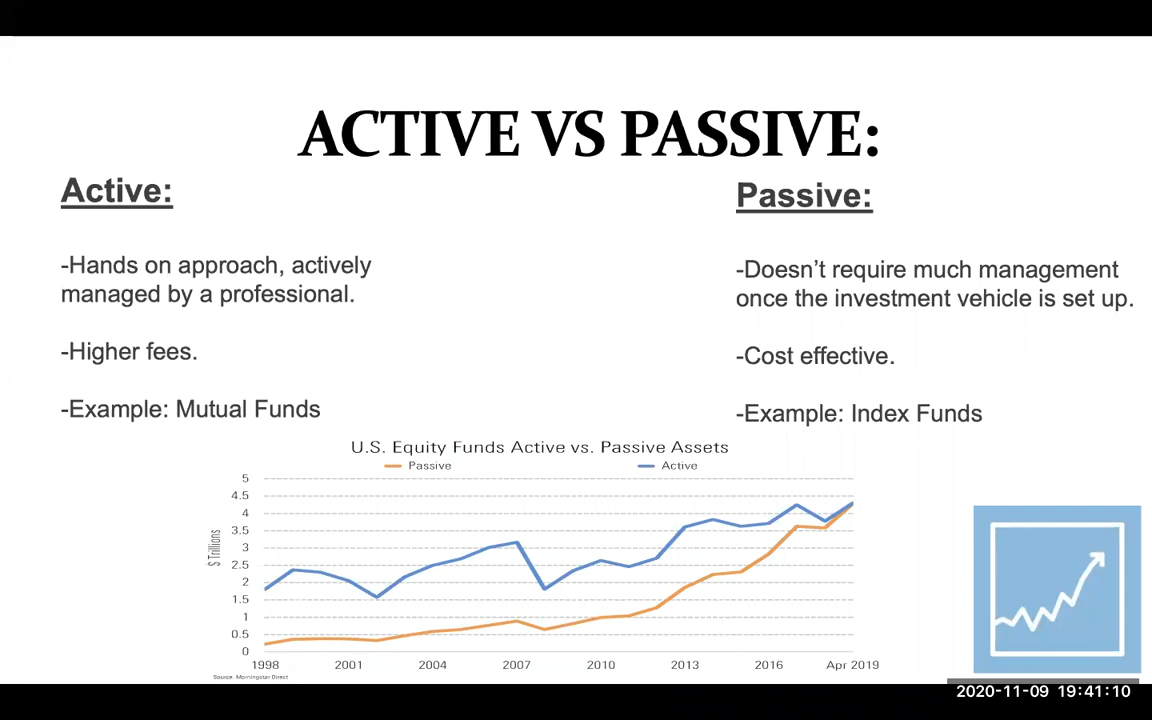 ACTIVE VS PASSIVE:
Active:
-Hands on approach, actively
managed by a professional.
-Higher fees.
-Example: Mutual Funds
Passive:
-Doesn’t require much management
once the investment vehicle is set up.
-Cost effective.
-Example: Index Funds
U.S. Equity Funds Active vs. Passive Assets
Passive Active
$ Trillions
5
4.5
4
3.5
3
2.5
2
1.5
1
0.5
0
1998 2001 2004 2007 2010 2013 2016 Apr 2019
Source: Morningstar Direct
2020-11-09 19:41:10